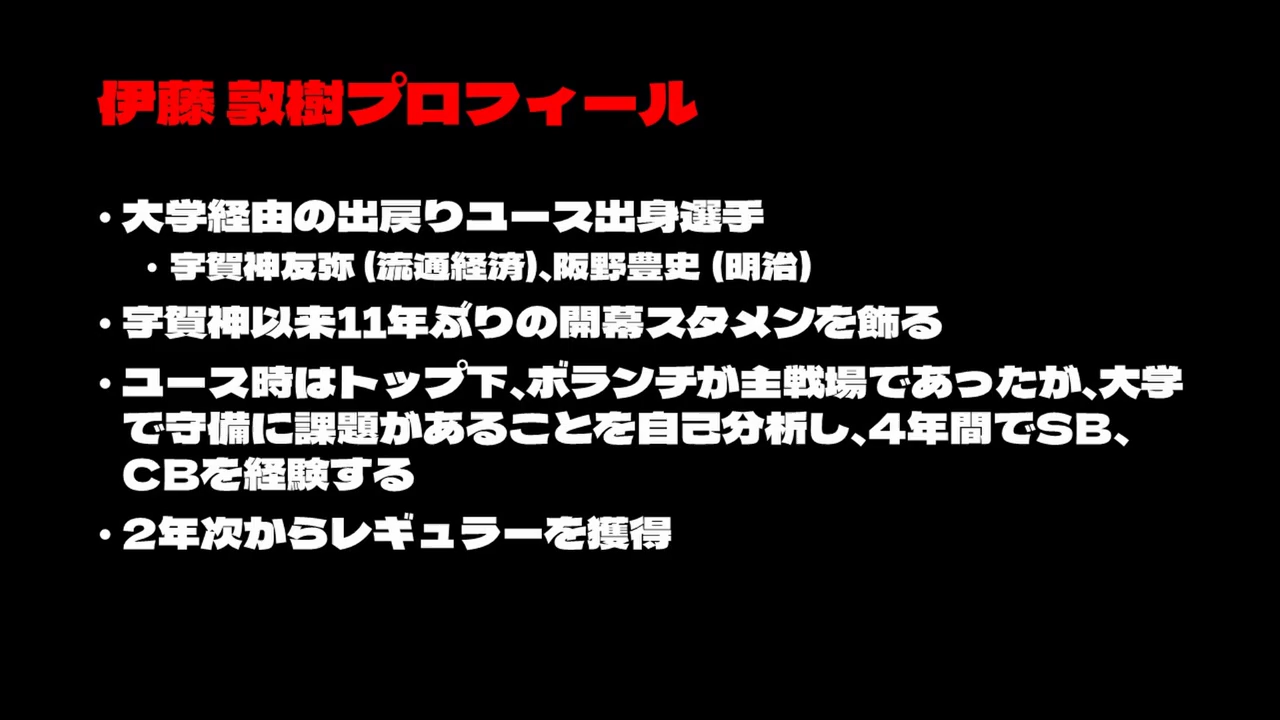 伊藤 敦樹プロフィール
・大学経由の出戻りユース出身選手
・宇賀神友弥 (流通経済)、阪野豊史 (明治)
・宇賀神以来11年ぶりの開幕スタメンを飾る
・ユース時はトップ下、ボランチが主戦場であったが、大学
で守備に課題があることを自己分析し、4年間でSB、
CBを経験する
・2年次からレギュラーを獲得